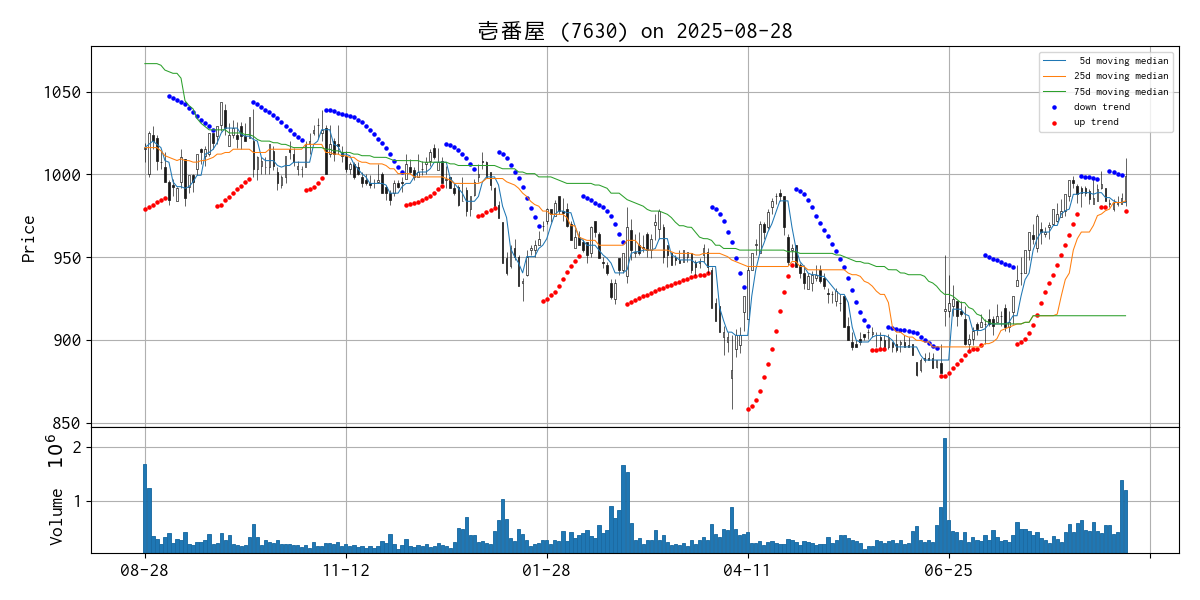 壱番屋 (7630) on 2025-08-28
5d moving median
25d moving median
75d moving median
down trend
up trend
Price
1050
1000
950
900
850
Volume 10^6
2
1
08-28
11-12
01-28
04-11
06-25